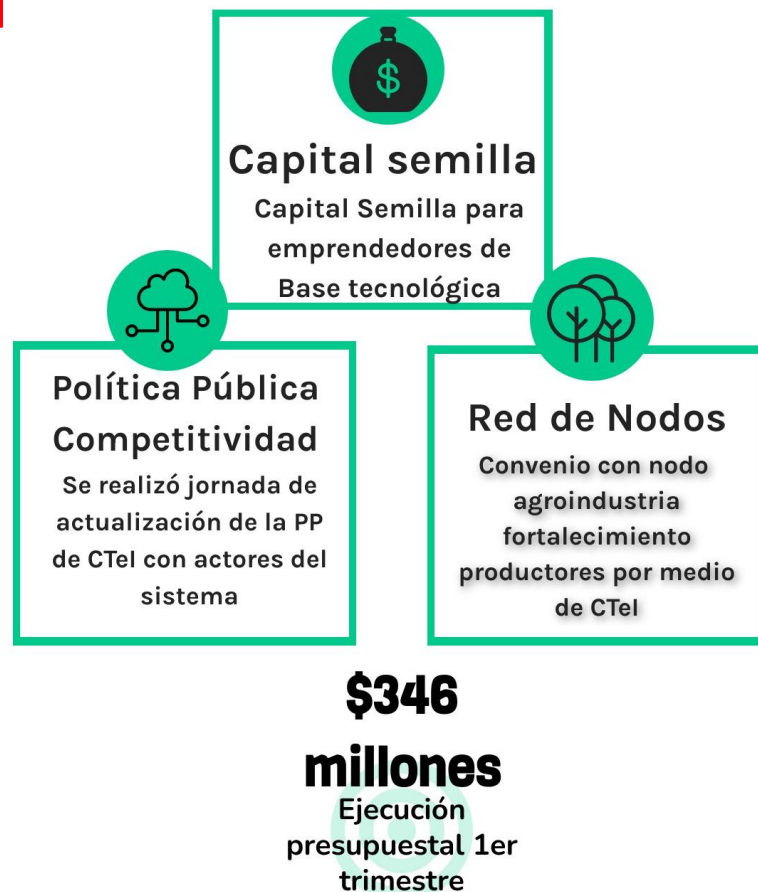 $
Capital semilla
Capital Semilla para
emprendedores de
Base tecnológica
Política Pública
Competitividad
Se realizó jornada de
actualización de la PP
de CTeI con actores del
sistema
Red de Nodos
Convenio con nodo
agroindustria
fortalecimiento
productores por medio
de CTeI
$346
millones
Ejecución
presupuestal 1er
trimestre